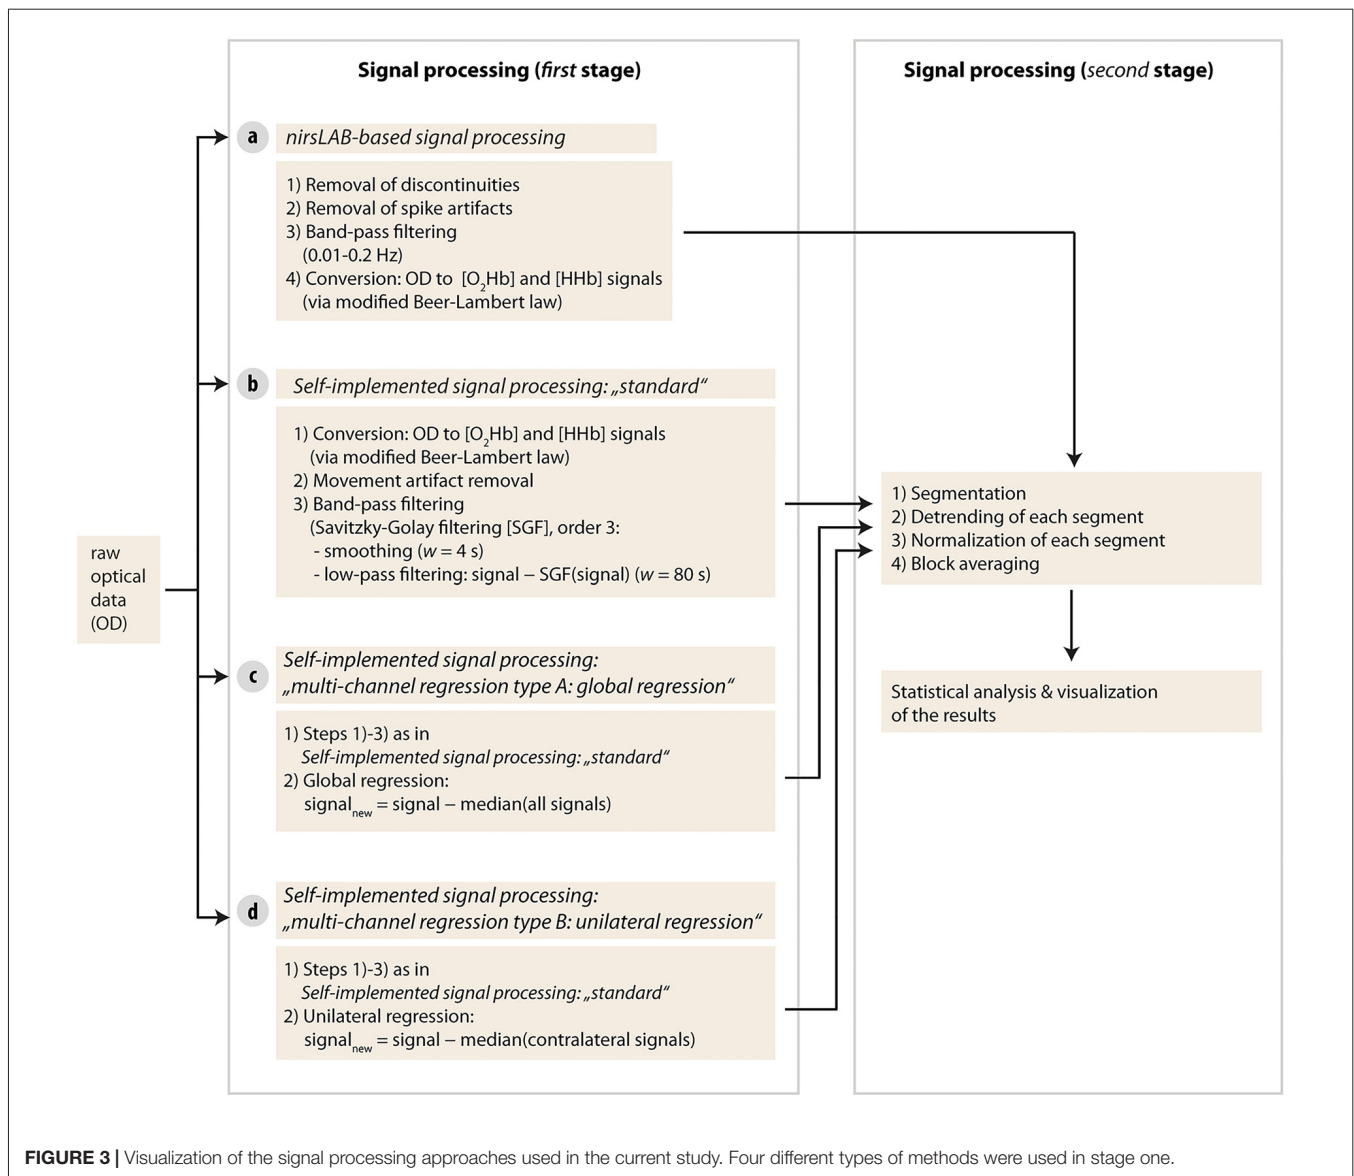 Signal processing (first stage)
Signal processing (second stage)
a
nirsLAB-based signal processing
1) Removal of discontinuities
2) Removal of spike artifacts
3) Band-pass filtering
(0.01-0.2 Hz)
4) Conversion: OD to [O2Hb] and [HHb] signals
(via modified Beer-Lambert law)
b
Self-implemented signal processing: „standard“
1) Conversion: OD to [O2Hb] and [HHb] signals
(via modified Beer-Lambert law)
2) Movement artifact removal
3) Band-pass filtering
(Savitzky-Golay filtering [SGF], order 3:
- smoothing (w = 4 s)
- low-pass filtering: signal – SGF(signal) (w = 80 s)
raw
optical
data
(OD)
c
Self-implemented signal processing:
„multi-channel regression type A: global regression“
1) Steps 1)-3) as in
Self-implemented signal processing: „standard“
2) Global regression:
signalnew = signal – median(all signals)
d
Self-implemented signal processing:
„multi-channel regression type B: unilateral regression“
1) Steps 1)-3) as in
Self-implemented signal processing: „standard“
2) Unilateral regression:
signalnew = signal – median(contralateral signals)
1) Segmentation
2) Detrending of each segment
3) Normalization of each segment
4) Block averaging
Statistical analysis & visualization
of the results
FIGURE 3 | Visualization of the signal processing approaches used in the current study. Four different types of methods were used in stage one.